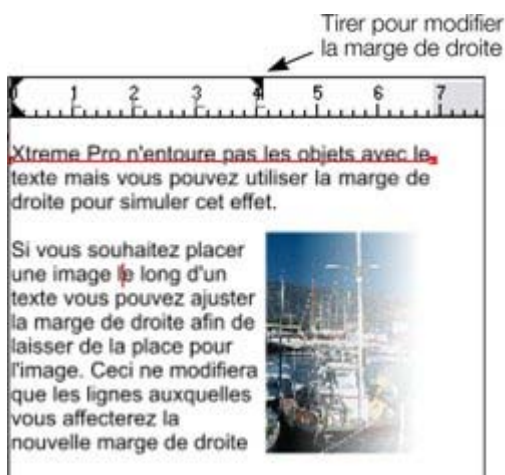 Tirer pour modifier
la marge de droite
1 2 3 4 5 6 7
Xtreme Pro n'entoure pas les objets avec le
texte mais vous pouvez utiliser la marge de
droite pour simuler cet effet.
Si vous souhaitez placer
une image le long d'un
texte vous pouvez ajuster
la marge de droite afin de
laisser de la place pour
l'image. Ceci ne modifiera
que les lignes auxquelles
vous affecterez la
nouvelle marge de droite